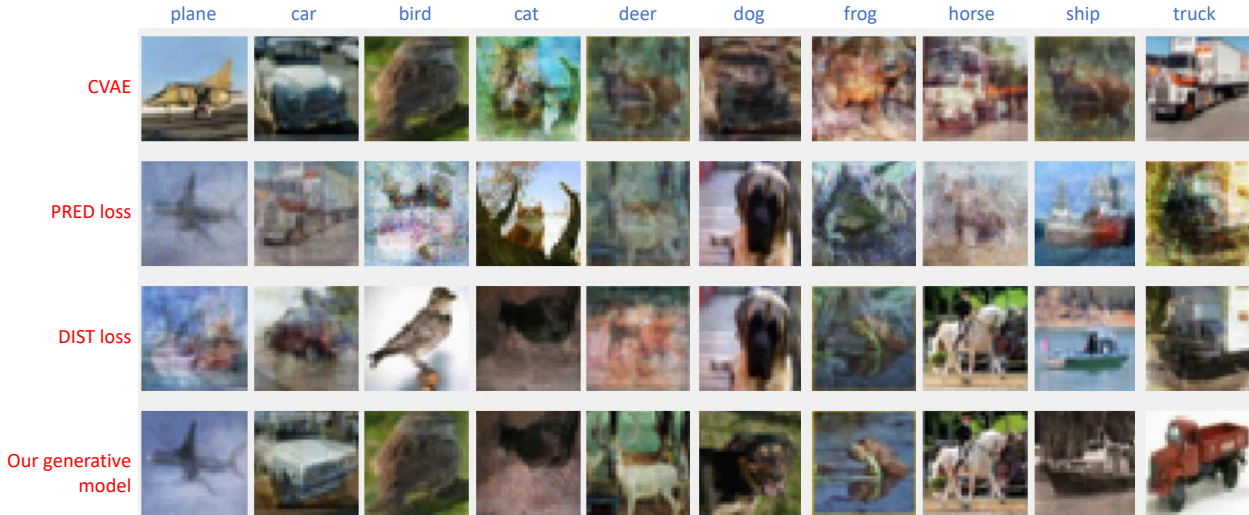 plane car bird cat deer dog frog horse ship truck
CVAE
PRED loss
DIST loss
Our generative
model